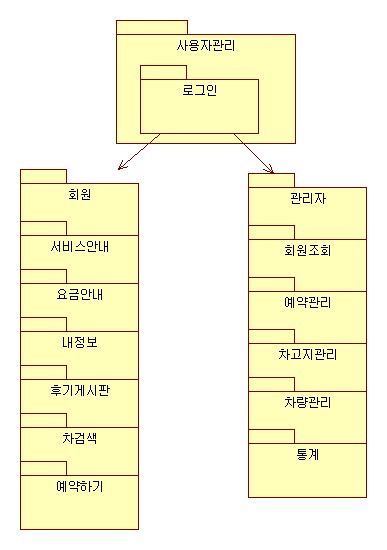 사용자관리
로그인
회원
서비스안내
요금안내
내정보
후기게시판
차검색
예약하기
관리자
회원조회
예약관리
차고지관리
차량관리
통계